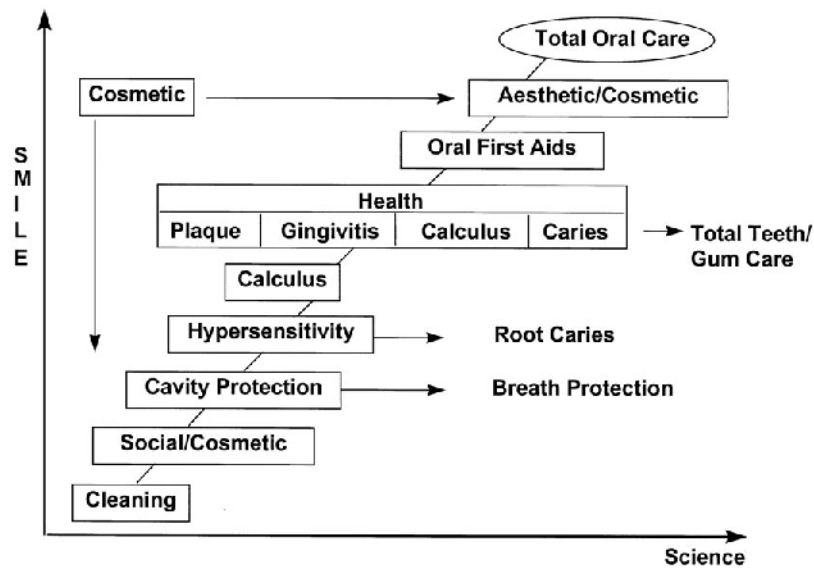 Total Oral Care
Cosmetic
Aesthetic/Cosmetic
SMILE
Oral First Aids
Health
Plaque Gingivitis Calculus Caries
Total Teeth/
Gum Care
Calculus
Hypersensitivity
Root Caries
Cavity Protection
Breath Protection
Social/Cosmetic
Cleaning
Science